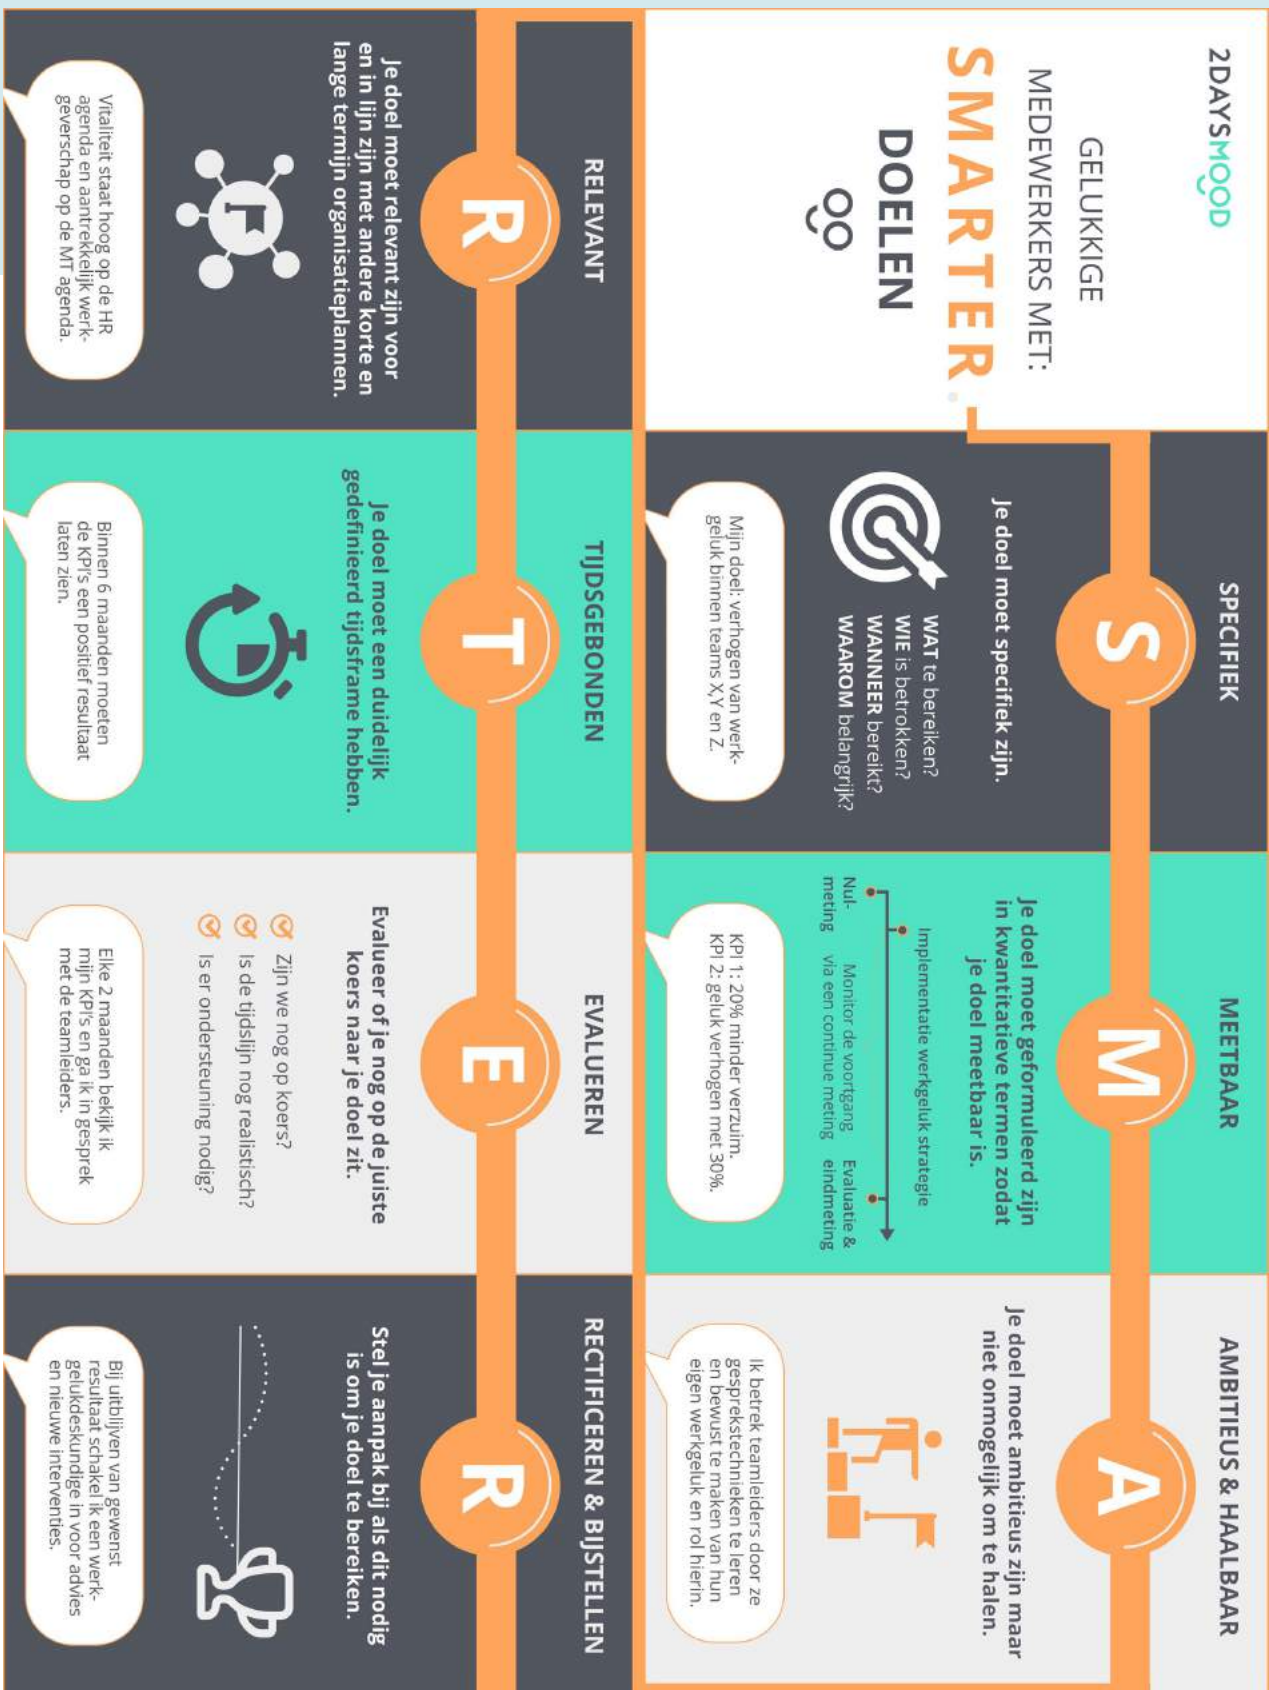 2DAYSMOOD
GELUKKIGE
MEDEWERKERS MET:
SMARTER
DOELEN
SPECIFIEK
S
Je doel moet specifiek zijn.
WAT te bereiken?
WIE is betrokken?
WANNEER bereikt?
WAAROM belangrijk?
Mijn doel: verhogen van werk-
geluk binnen teams X,Y en Z.
MEETBAAR
M
Je doel moet geformuleerd zijn
in kwantitatieve termen zodat
je doel meetbaar is.
Implementatie werkgeluk strategie
Nul-
meting
Monitor de voortgang
via een continue meting
Evaluatie &
eindmeting
KPI 1: 20% minder verzuim.
KPI 2: geluk verhogen met 30%.
AMBITIEUS & HAALBAAR
A
Je doel moet ambitieus zijn maar
niet onmogelijk om te halen.
Ik betrek teamleiders door ze
gesprekstechnieken te leren
en bewust te maken van hun
eigen werkgeluk en rol hierin.
RELEVANT
R
Je doel moet relevant zijn voor
en in lijn zijn met andere korte en
lange termijn organisatieplannen.
Vitaliteit staat hoog op de HR
agenda en aantrekkelijk werk-
geverschap op de MT agenda.
TIJDSGEBONDEN
T
Je doel moet een duidelijk
gedefinieerd tijdsframe hebben.
Binnen 6 maanden moeten
de KPI's een positief resultaat
laten zien.
EVALUEREN
E
Evalueer of je nog op de juiste
koers naar je doel zit.
Zijn we nog op koers?
Is de tijdslijn nog realistisch?
Is er ondersteuning nodig?
Elke 2 maanden bekijk ik
mijn KPI's en ga ik in gesprek
met de teamleiders.
RECTIFICEREN & BIJSTELLEN
R
Stel je aanpak bij als dit nodig
is om je doel te bereiken.
Bij uitblijven van gewenst
resultaat schakel ik een werk-
gelukdeskundige in voor advies
en nieuwe interventies.